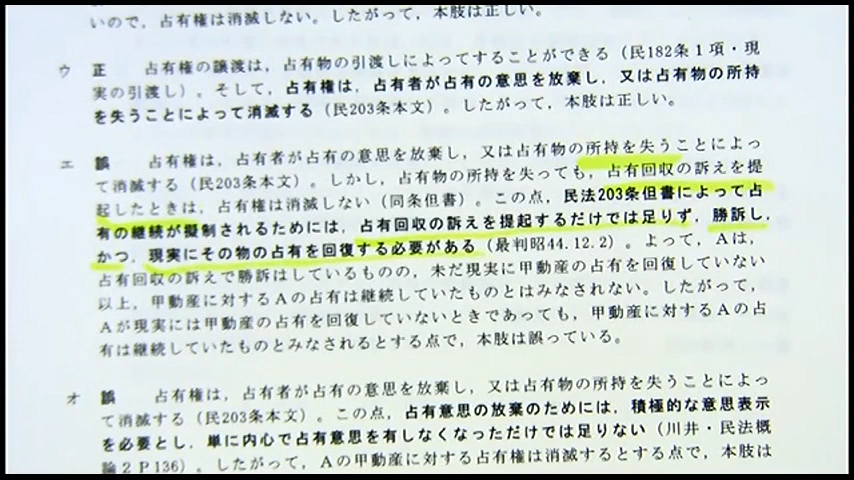 いので，占有権は消滅しない。したがって，本肢は正しい。
ウ 正 占有権の譲渡は，占有物の引渡しによってすることができる（民182条１項・現
実の引渡し）。そして，占有権は，占有者が占有の意思を放棄し，又は占有物の所持
を失うことによって消滅する（民203条本文）。したがって，本肢は正しい。
エ 誤 占有権は，占有者が占有の意思を放棄し，又は占有物の所持を失うことによっ
て消滅する（民203条本文）。しかし，占有物の所持を失っても，占有回収の訴えを提
起したときは，占有権は消滅しない（同条但書）。この点，民法203条但書によって占
有の継続が擬制されるためには，占有回収の訴えを提起するだけでは足りず，勝訴し，
かつ，現実にその物の占有を回復する必要がある（最判昭44.12.2）。よって，Ａは，
占有回収の訴えで勝訴はしているものの，未だ現実に甲動産の占有を回復していない
以上，甲動産に対するＡの占有は継続していたものとはみなされない。したがって，
Ａが現実には甲動産の占有を回復していないときであっても，甲動産に対するＡの占
有は継続していたものとみなされるとする点で，本肢は誤っている。
オ 誤 占有権は，占有者が占有の意思を放棄し，又は占有物の所持を失うことによっ
て消滅する（民203条本文）。この点，占有意思の放棄のためには，積極的な意思表示
を必要とし，単に内心で占有意思を有しなくなっただけでは足りない（川井・民法概
論２Ｐ136）。したがって，Ａの甲動産に対する占有権は消滅するとする点で，本肢は